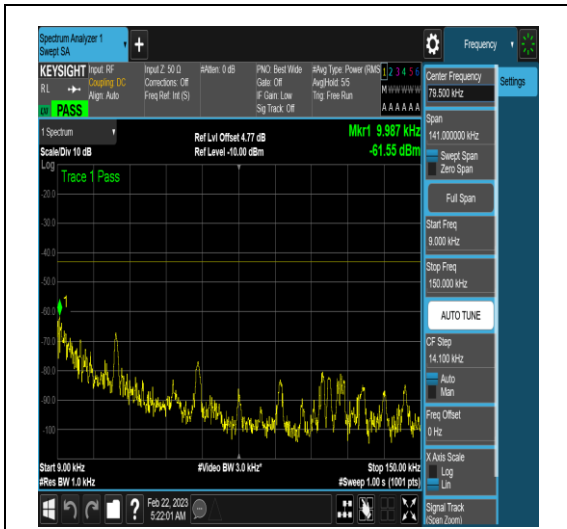 Spectrum Analyzer 1
Swept SA
+
Frequency
KEYSIGHT
RL
PASS
Input: RF
Coupling: DC
Align: Auto
Input Z: 50 Ω
Corrections: Off
Freq Ref: Int (S)
#Atten: 0 dB
PNO: Best Wide
Gate: Off
IF Gain: Low
Sig Track: Off
#Avg Type: Power (RMS
Avg|Hold: 5/5
Trig: Free Run
1 2 3 4 5 6
M W W W W W
A A A A A A
1 Spectrum
Scale/Div 10 dB
Ref Lvl Offset 4.77 dB
Ref Level -10.00 dBm
Mkr1 9.987 kHz
-61.55 dBm
Log
Trace 1 Pass
-20.0
-30.0
-40.0
-50.0
-60.0
-70.0
-80.0
-90.0
-100
1
Start 9.00 kHz
#Res BW 1.0 kHz
#Video BW 3.0 kHz*
Stop 150.00 kHz
#Sweep 1.00 s (1001 pts)
Feb 22, 2023
5:22:01 AM
?
Center Frequency
79.500 kHz
Settings
Span
141.000000 kHz
Swept Span
Zero Span
Full Span
Start Freq
9.000 kHz
Stop Freq
150.000 kHz
AUTO TUNE
CF Step
14.100 kHz
Auto
Man
Freq Offset
0 Hz
X Axis Scale
Log
Lin
Signal Track
(Span Zoom)